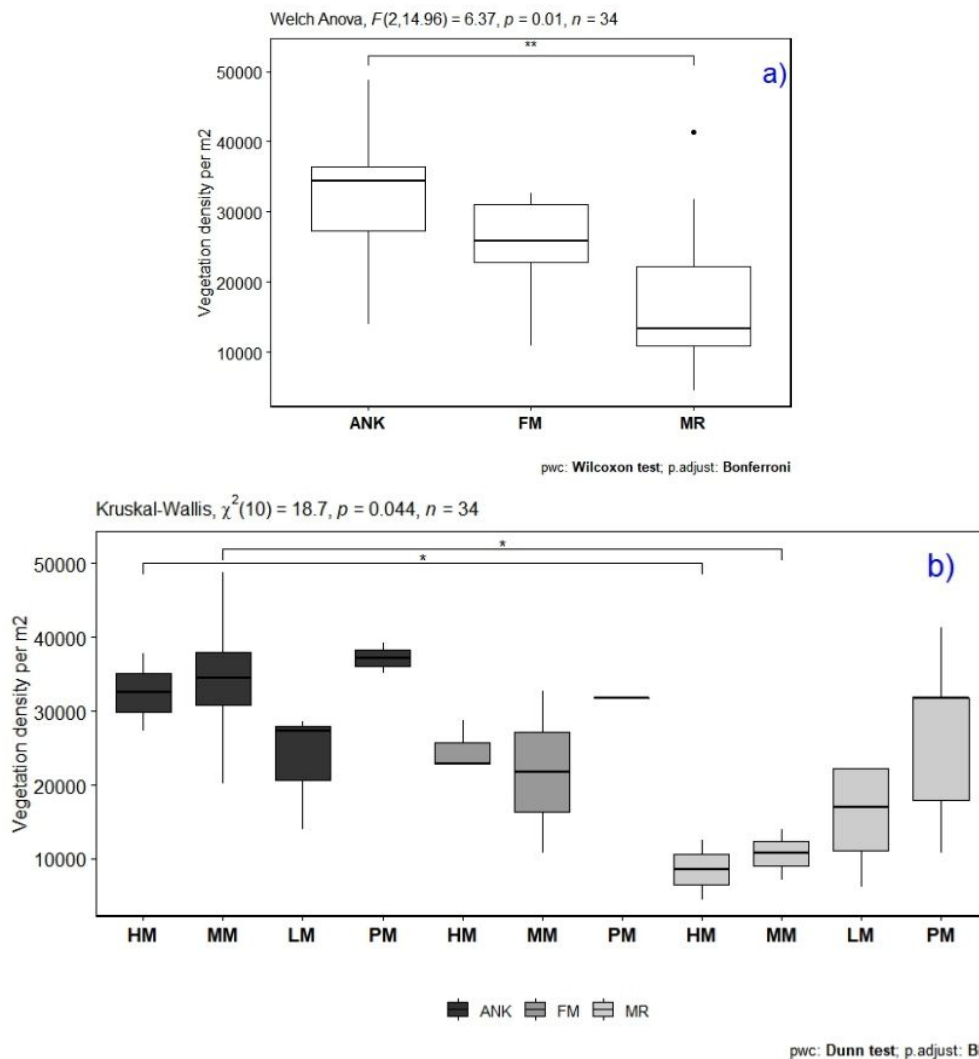 Welch Anova, F(2,14.96) = 6.37, p = 0.01, n = 34
**
a)
50000
40000
30000
20000
10000
Vegetation density per m2
ANK FM MR
pwc: Wilcoxon test; p.adjust: Bonferroni
Kruskal-Wallis, χ²(10) = 18.7, p = 0.044, n = 34
*
*
b)
50000
40000
30000
20000
10000
Vegetation density per m2
HM MM LM PM HM MM PM HM MM LM PM
ANK FM MR
pwc: Dunn test; p.adjust: B